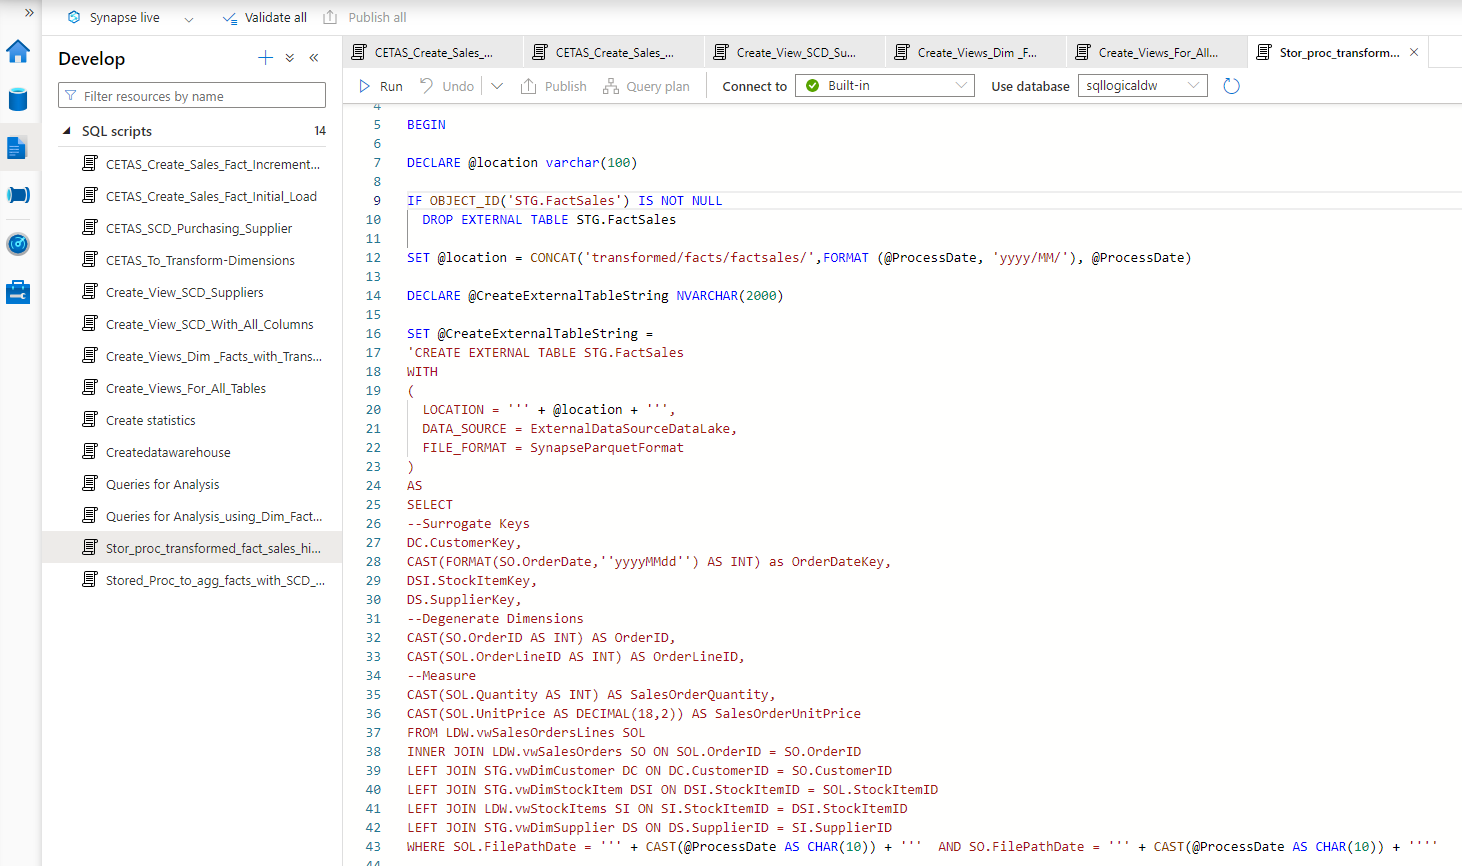 Synapse live
Validate all
Publish all
Develop
Filter resources by name
SQL scripts
14
CETAS_Create_Sales_Fact_Increment...
CETAS_Create_Sales_Fact_Initial_Load
CETAS_SCD_Purchasing_Supplier
CETAS_To_Transform-Dimensions
Create_View_SCD_Suppliers
Create_View_SCD_With_All_Columns
Create_Views_Dim _Facts_with_Trans...
Create_Views_For_All_Tables
Create statistics
Createdatawarehouse
Queries for Analysis
Queries for Analysis_using_Dim_Fact...
Stor_proc_transformed_fact_sales_hi...
Stored_Proc_to_agg_facts_with_SCD_...
CETAS_Create_Sales_...
CETAS_Create_Sales_...
Create_View_SCD_Su...
Create_Views_Dim _F...
Create_Views_For_All...
Stor_proc_transform...
Run
Undo
Publish
Query plan
Connect to
Built-in
Use database
sqllogicaldw
4
5 BEGIN
6
7 DECLARE @location varchar(100)
8
9 IF OBJECT_ID('STG.FactSales') IS NOT NULL
10 DROP EXTERNAL TABLE STG.FactSales
11
12 SET @location = CONCAT('transformed/facts/factsales/',FORMAT (@ProcessDate, 'yyyy/MM/'), @ProcessDate)
13
14 DECLARE @CreateExternalTableString NVARCHAR(2000)
15
16 SET @CreateExternalTableString =
17 'CREATE EXTERNAL TABLE STG.FactSales
18 WITH
19 (
20 LOCATION = ''' + @location + ''',
21 DATA_SOURCE = ExternalDataSourceDataLake,
22 FILE_FORMAT = SynapseParquetFormat
23 )
24 AS
25 SELECT
26 --Surrogate Keys
27 DC.CustomerKey,
28 CAST(FORMAT(SO.OrderDate,''yyyyMMdd'') AS INT) as OrderDateKey,
29 DSI.StockItemKey,
30 DS.SupplierKey,
31 --Degenerate Dimensions
32 CAST(SO.OrderID AS INT) AS OrderID,
33 CAST(SOL.OrderLineID AS INT) AS OrderLineID,
34 --Measure
35 CAST(SOL.Quantity AS INT) AS SalesOrderQuantity,
36 CAST(SOL.UnitPrice AS DECIMAL(18,2)) AS SalesOrderUnitPrice
37 FROM LDW.vwSalesOrdersLines SOL
38 INNER JOIN LDW.vwSalesOrders SO ON SOL.OrderID = SO.OrderID
39 LEFT JOIN STG.vwDimCustomer DC ON DC.CustomerID = SO.CustomerID
40 LEFT JOIN STG.vwDimStockItem DSI ON DSI.StockItemID = SOL.StockItemID
41 LEFT JOIN LDW.vwStockItems SI ON SI.StockItemID = DSI.StockItemID
42 LEFT JOIN STG.vwDimSupplier DS ON DS.SupplierID = SI.SupplierID
43 WHERE SOL.FilePathDate = ''' + CAST(@ProcessDate AS CHAR(10)) + ''' AND SO.FilePathDate = ''' + CAST(@ProcessDate AS CHAR(10)) + ''''
44